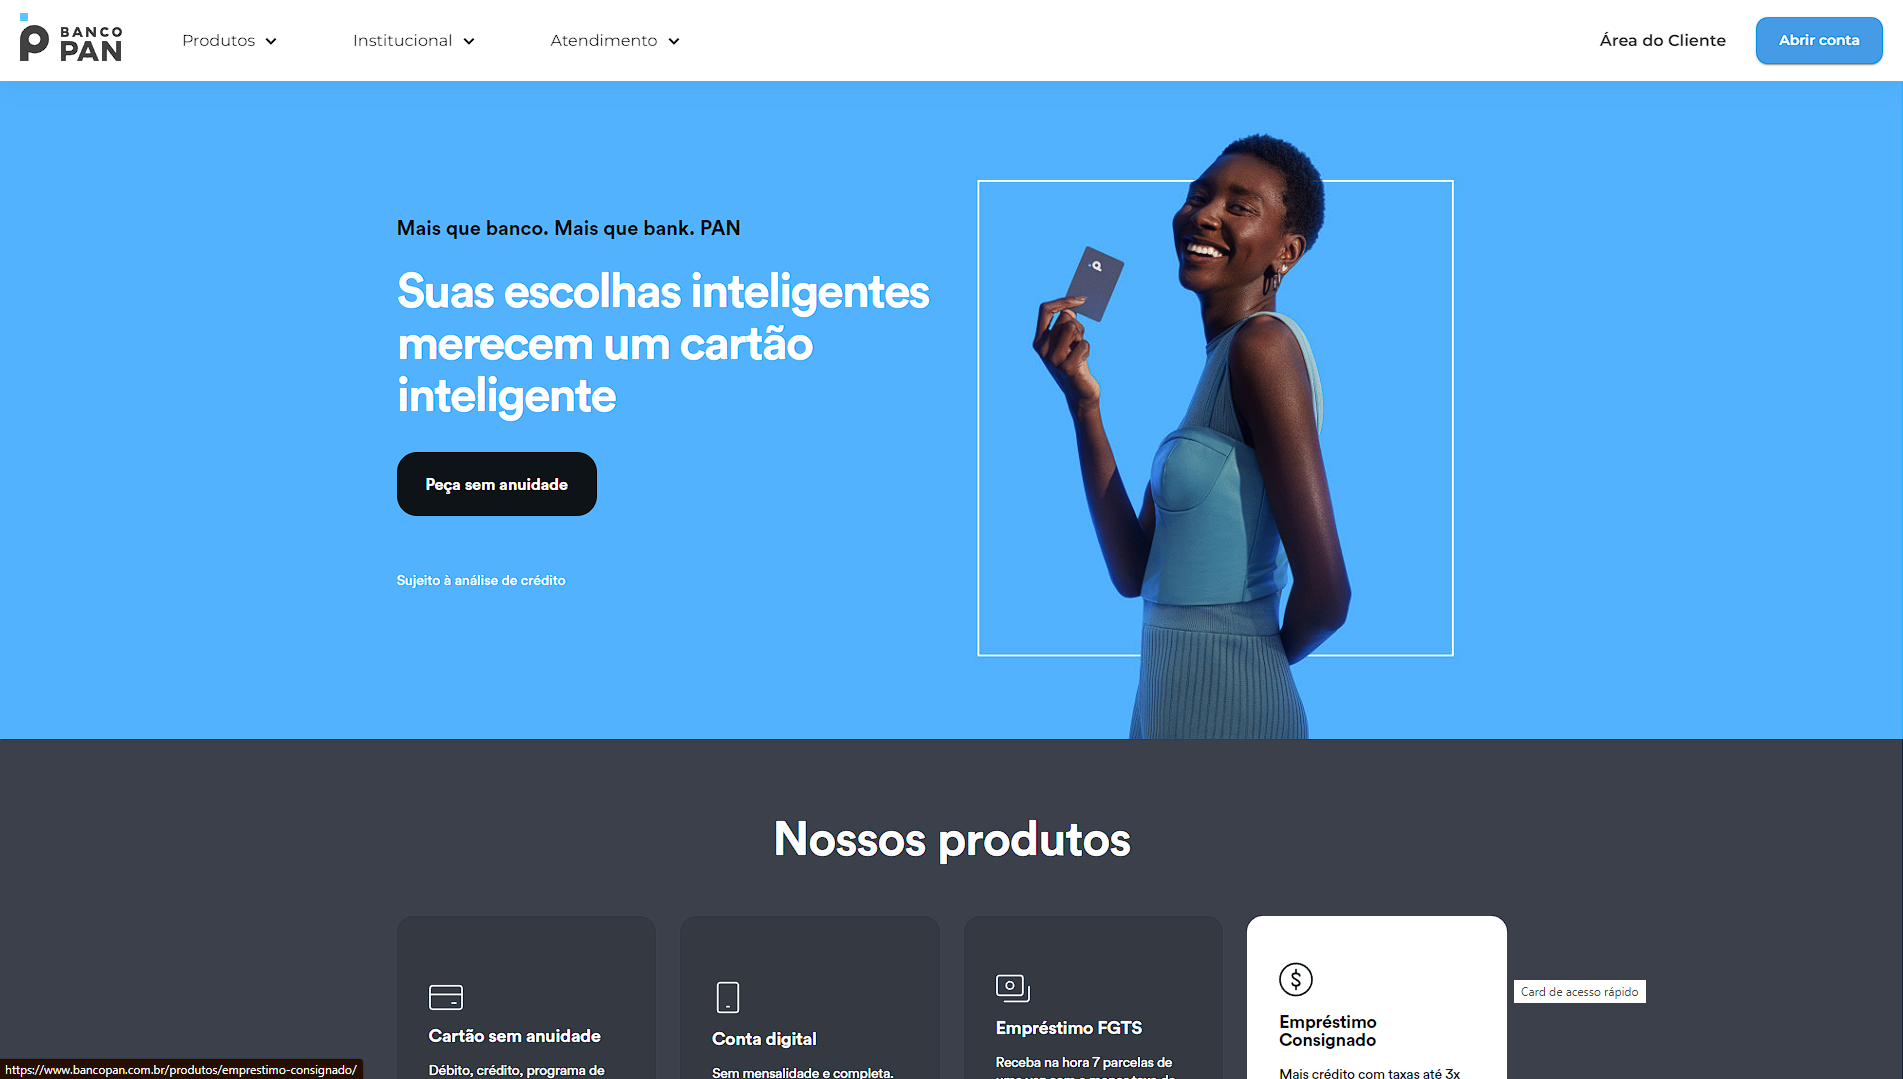 BANCO
PAN
Produtos
Institucional
Atendimento
Área do Cliente
Abrir conta
Mais que banco. Mais que bank. PAN
Suas escolhas inteligentes
merecem um cartão
inteligente
Peça sem anuidade
Sujeito à análise de crédito
Nossos produtos
Cartão sem anuidade
Débito, crédito, programa de
Conta digital
Sem mensalidade e completa.
Empréstimo FGTS
Receba na hora 7 parcelas de
Empréstimo
Consignado
Mais crédito com taxas até 3x
Card de acesso rápido
https://www.bancopan.com.br/produtos/emprestimo-consignado/